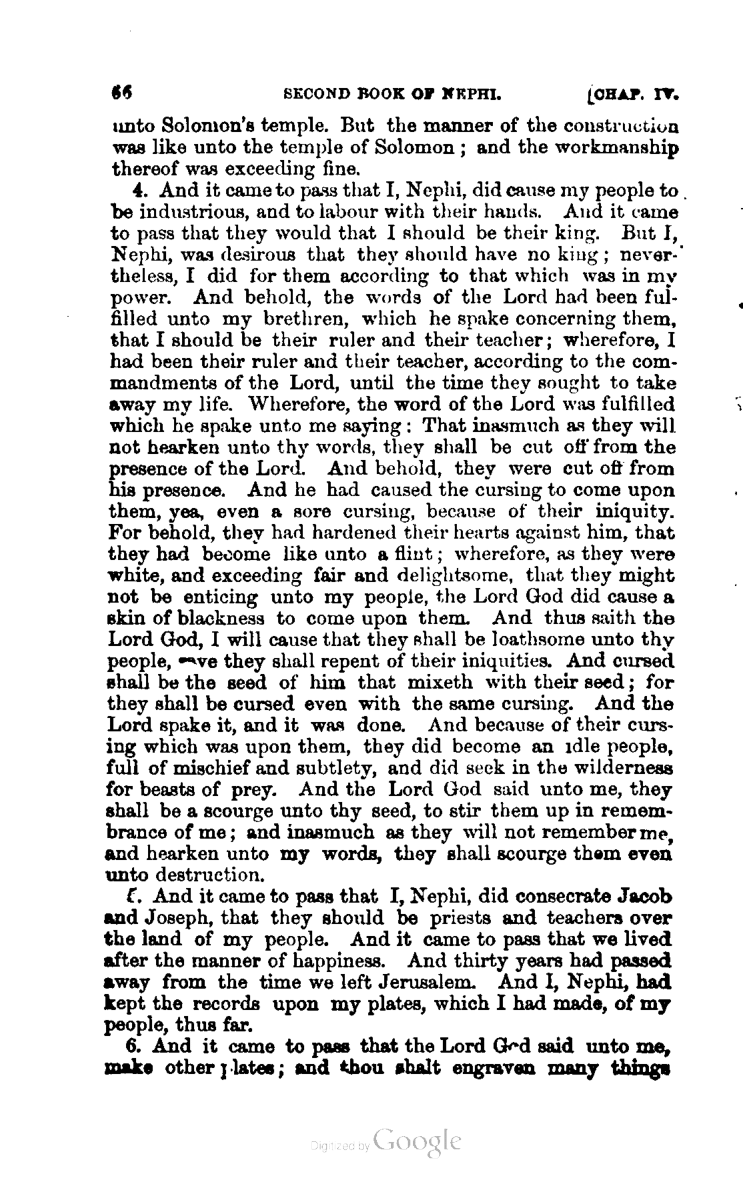 66 SECOND BOOK OF NEPHI. [CHAP. IV.
unto Solomon's temple. But the manner of the construction
was like unto the temple of Solomon; and the workmanship
thereof was exceeding fine.
4. And it came to pass that I, Nephi, did cause my people to
be industrious, and to labour with their hands. And it came
to pass that they would that I should be their king. But I,
Nephi, was desirous that they should have no king; never-
theless, I did for them according to that which was in my
power. And behold, the words of the Lord had been ful-
filled unto my brethren, which he spake concerning them,
that I should be their ruler and their teacher; wherefore, I
had been their ruler and their teacher, according to the com-
mandments of the Lord, until the time they sought to take
away my life. Wherefore, the word of the Lord was fulfilled
which he spake unto me saying: That inasmuch as they will
not hearken unto thy words, they shall be cut off from the
presence of the Lord. And behold, they were cut off from
his presence. And he had caused the cursing to come upon
them, yea, even a sore cursing, because of their iniquity.
For behold, they had hardened their hearts against him, that
they had become like unto a flint; wherefore, as they were
white, and exceeding fair and delightsome, that they might
not be enticing unto my people, the Lord God did cause a
skin of blackness to come upon them. And thus saith the
Lord God, I will cause that they shall be loathsome unto thy
people, save they shall repent of their iniquities. And cursed
shall be the seed of him that mixeth with their seed; for
they shall be cursed even with the same cursing. And the
Lord spake it, and it was done. And because of their curs-
ing which was upon them, they did become an idle people,
full of mischief and subtlety, and did seek in the wilderness
for beasts of prey. And the Lord God said unto me, they
shall be a scourge unto thy seed, to stir them up in remem-
brance of me; and inasmuch as they will not remember me,
and hearken unto my words, they shall scourge them even
unto destruction.
5. And it came to pass that I, Nephi, did consecrate Jacob
and Joseph, that they should be priests and teachers over
the land of my people. And it came to pass that we lived
after the manner of happiness. And thirty years had passed
away from the time we left Jerusalem. And I, Nephi, had
kept the records upon my plates, which I had made, of my
people, thus far.
6. And it came to pass that the Lord God said unto me,
make other plates; and thou shalt engraven many things
Digitized by Google